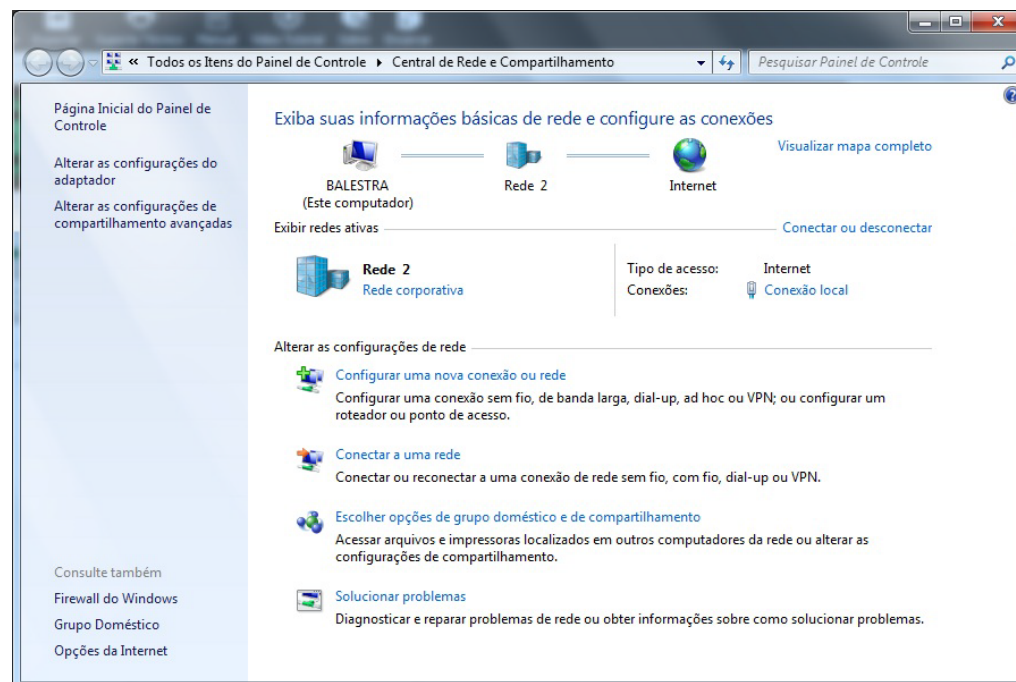 « Todos os Itens do Painel de Controle ▸ Central de Rede e Compartilhamento
Pesquisar Painel de Controle
Página Inicial do Painel de
Controle
Alterar as configurações do
adaptador
Alterar as configurações de
compartilhamento avançadas
Exiba suas informações básicas de rede e configure as conexões
Visualizar mapa completo
BALESTRA
(Este computador)
Rede 2
Internet
Exibir redes ativas
Conectar ou desconectar
Rede 2
Rede corporativa
Tipo de acesso: Internet
Conexões: Conexão local
Alterar as configurações de rede
Configurar uma nova conexão ou rede
Configurar uma conexão sem fio, de banda larga, dial-up, ad hoc ou VPN; ou configurar um
roteador ou ponto de acesso.
Conectar a uma rede
Conectar ou reconectar a uma conexão de rede sem fio, com fio, dial-up ou VPN.
Escolher opções de grupo doméstico e de compartilhamento
Acessar arquivos e impressoras localizados em outros computadores da rede ou alterar as
configurações de compartilhamento.
Solucionar problemas
Diagnosticar e reparar problemas de rede ou obter informações sobre como solucionar problemas.
Consulte também
Firewall do Windows
Grupo Doméstico
Opções da Internet